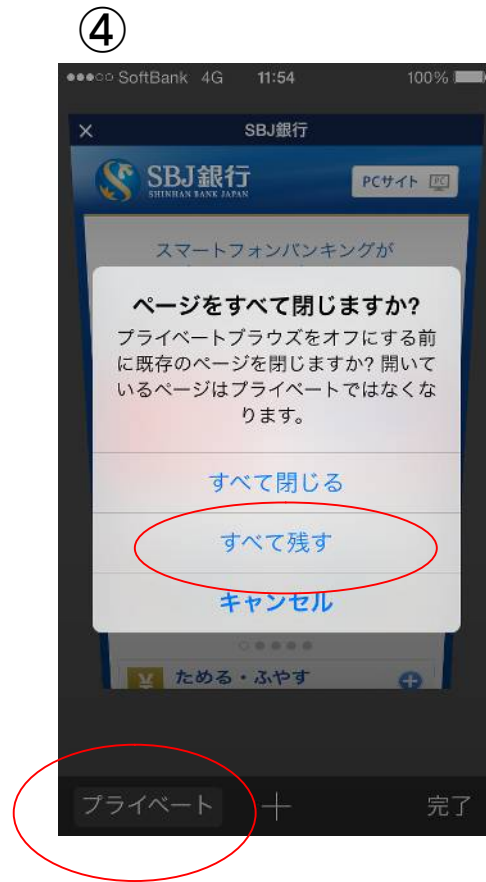 ④
SoftBank 4G 11:54 100%
× SBJ銀行
SBJ銀行 PCサイト PC
SHINHAN BANK JAPAN
スマートフォンバンキングが
ページをすべて閉じますか?
プライベートブラウズをオフにする前
に既存のページを閉じますか? 開いて
いるページはプライベートではなくな
ります。
すべて閉じる
すべて残す
キャンセル
¥ ためる・ふやす
プライベート + 完了